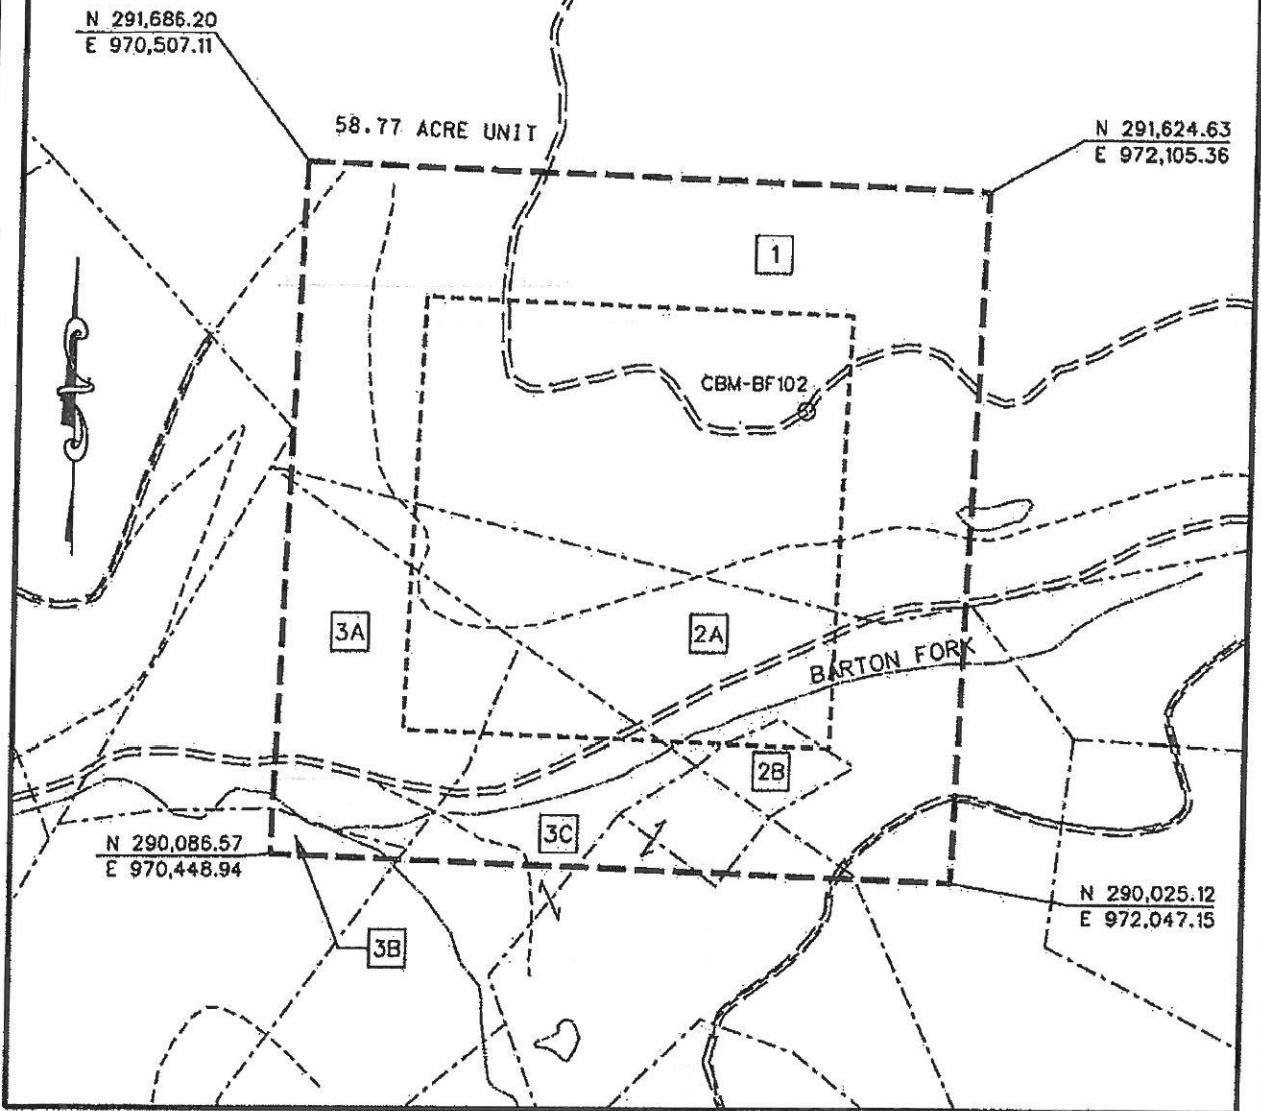 N 291,686.20
E 970,507.11
58.77 ACRE UNIT
N 291,624.63
E 972,105.36
1
CBM-BF102
3A
2A
BARTON FORK
2B
3C
N 290,086.57
E 970,448.94
N 290,025.12
E 972,047.15
3B